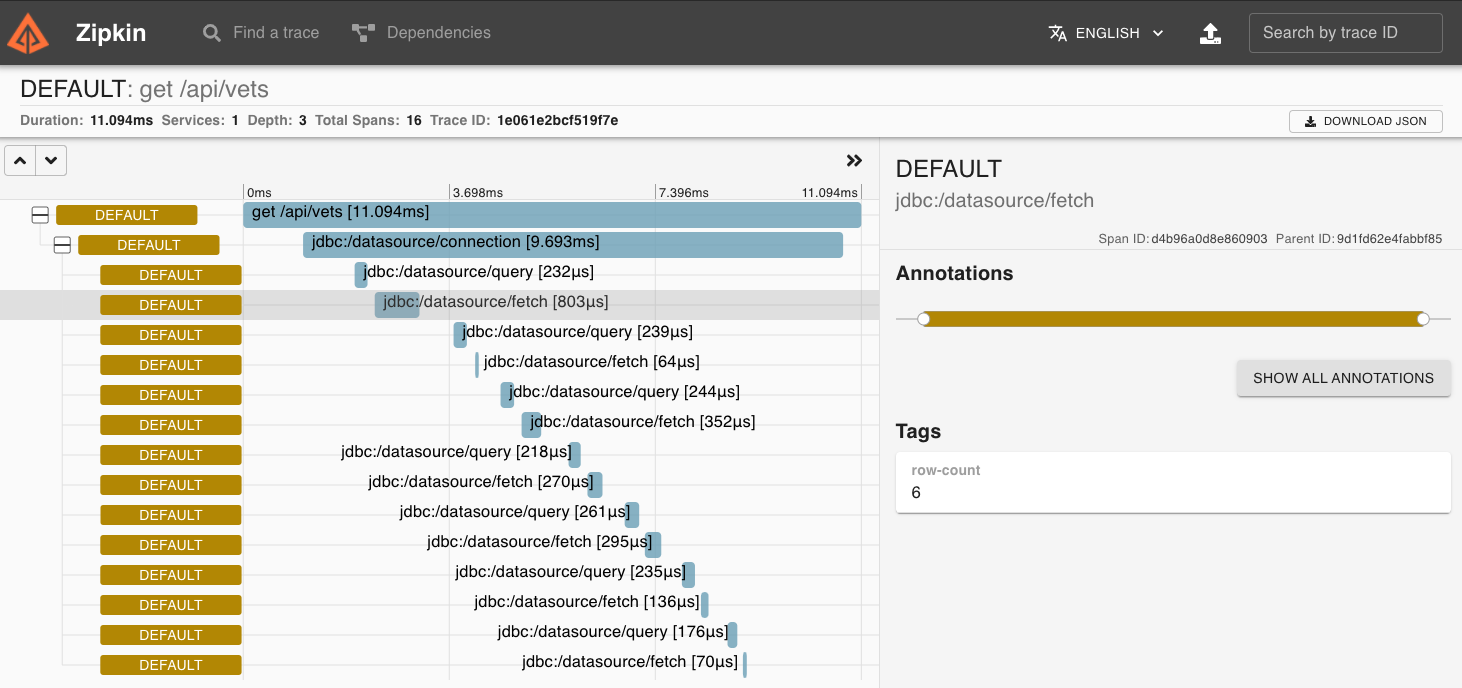 Zipkin Find a trace Dependencies ENGLISH Search by trace ID
DEFAULT: get /api/vets
Duration: 11.094ms Services: 1 Depth: 3 Total Spans: 16 Trace ID: 1e061e2bcf519f7e
DOWNLOAD JSON
0ms 3.698ms 7.396ms 11.094ms
DEFAULT get /api/vets [11.094ms]
DEFAULT jdbc:/datasource/connection [9.693ms]
DEFAULT jdbc:/datasource/query [232μs]
DEFAULT jdbc:/datasource/fetch [803μs]
DEFAULT jdbc:/datasource/query [239μs]
DEFAULT jdbc:/datasource/fetch [64μs]
DEFAULT jdbc:/datasource/query [244μs]
DEFAULT jdbc:/datasource/fetch [352μs]
DEFAULT jdbc:/datasource/query [218μs]
DEFAULT jdbc:/datasource/fetch [270μs]
DEFAULT jdbc:/datasource/query [261μs]
DEFAULT jdbc:/datasource/fetch [295μs]
DEFAULT jdbc:/datasource/query [235μs]
DEFAULT jdbc:/datasource/fetch [136μs]
DEFAULT jdbc:/datasource/query [176μs]
DEFAULT jdbc:/datasource/fetch [70μs]
DEFAULT
jdbc:/datasource/fetch
Span ID: d4b96a0d8e860903 Parent ID: 9d1fd62e4fabbf85
Annotations
SHOW ALL ANNOTATIONS
Tags
row-count
6